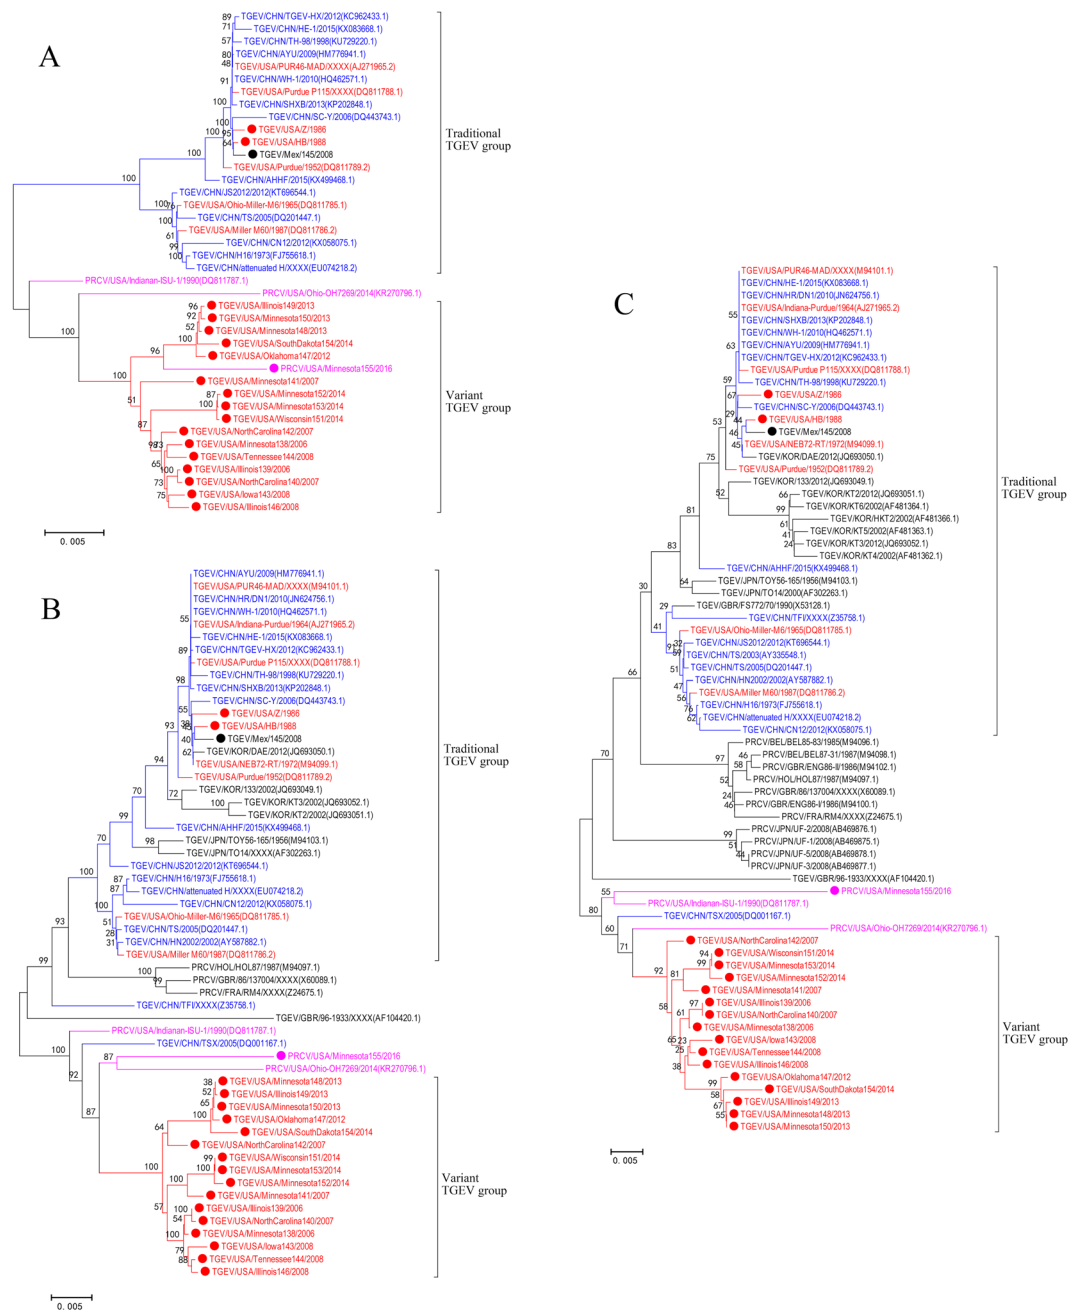 A
89
TGEV/CHN/TGEV-HX/2012(KC962433.1)
71
TGEV/CHN/HE-1/2015(KX083668.1)
57
TGEV/CHN/TH-98/1998(KU729220.1)
80
TGEV/CHN/AYU/2009(HM776941.1)
48
TGEV/USA/PUR46-MAD/XXXX(AJ271965.2)
91
TGEV/CHN/WH-1/2010(HQ462571.1)
TGEV/USA/Purdue P115/XXXX(DQ811788.1)
100
TGEV/CHN/SHXB/2013(KP202848.1)
TGEV/CHN/SC-Y/2006(DQ443743.1)
100
100
TGEV/USA/Z/1986
95
TGEV/USA/HB/1988
64
TGEV/Mex/145/2008
100
TGEV/USA/Purdue/1952(DQ811789.2)
TGEV/CHN/AHHF/2015(KX499468.1)
100
TGEV/CHN/JS2012/2012(KT696544.1)
100
76
TGEV/USA/Ohio-Miller-M6/1965(DQ811785.1)
100
TGEV/CHN/TS/2005(DQ201447.1)
61
TGEV/USA/Miller M60/1987(DQ811786.2)
99
TGEV/CHN/CN12/2012(KX058075.1)
100
TGEV/CHN/H16/1973(FJ755618.1)
TGEV/CHN/attenuated H/XXXX(EU074218.2)
Traditional
TGEV group
PRCV/USA/Indianan-ISU-1/1990(DQ811787.1)
PRCV/USA/Ohio-OH7269/2014(KR270796.1)
100
96
TGEV/USA/Illinois149/2013
92
TGEV/USA/Minnesota150/2013
52
TGEV/USA/Minnesota148/2013
100
TGEV/USA/SouthDakota154/2014
96
TGEV/USA/Oklahoma147/2012
PRCV/USA/Minnesota155/2016
100
TGEV/USA/Minnesota141/2007
51
87
TGEV/USA/Minnesota152/2014
100
TGEV/USA/Minnesota153/2014
TGEV/USA/Wisconsin151/2014
87
TGEV/USA/NorthCarolina142/2007
98
73
TGEV/USA/Minnesota138/2006
TGEV/USA/Tennessee144/2008
65
100
TGEV/USA/Illinois139/2006
73
TGEV/USA/NorthCarolina140/2007
75
TGEV/USA/Iowa143/2008
TGEV/USA/Illinois146/2008
Variant
TGEV group
0. 005
B
TGEV/CHN/AYU/2009(HM776941.1)
TGEV/USA/PUR46-MAD/XXXX(M94101.1)
TGEV/CHN/HR/DN1/2010(JN624756.1)
TGEV/CHN/WH-1/2010(HQ462571.1)
55
TGEV/USA/Indiana-Purdue/1964(AJ271965.2)
TGEV/CHN/HE-1/2015(KX083668.1)
89
TGEV/CHN/TGEV-HX/2012(KC962433.1)
TGEV/USA/Purdue P115/XXXX(DQ811788.1)
TGEV/CHN/TH-98/1998(KU729220.1)
98
TGEV/CHN/SHXB/2013(KP202848.1)
TGEV/CHN/SC-Y/2006(DQ443743.1)
55
TGEV/USA/Z/1986
93
38
TGEV/USA/HB/1988
40
TGEV/Mex/145/2008
62
TGEV/KOR/DAE/2012(JQ693050.1)
TGEV/USA/NEB72-RT/1972(M94099.1)
94
TGEV/USA/Purdue/1952(DQ811789.2)
TGEV/KOR/133/2002(JQ693049.1)
72
100
TGEV/KOR/KT3/2002(JQ693052.1)
TGEV/KOR/KT2/2002(JQ693051.1)
70
99
TGEV/CHN/AHHF/2015(KX499468.1)
98
TGEV/JPN/TOY56-165/1956(M94103.1)
70
TGEV/JPN/TO14/XXXX(AF302263.1)
TGEV/CHN/JS2012/2012(KT696544.1)
100
87
TGEV/CHN/H16/1973(FJ755618.1)
87
TGEV/CHN/attenuated H/XXXX(EU074218.2)
100
TGEV/CHN/CN12/2012(KX058075.1)
51
TGEV/USA/Ohio-Miller-M6/1965(DQ811785.1)
93
28
TGEV/CHN/TS/2005(DQ201447.1)
31
TGEV/CHN/HN2002/2002(AY587882.1)
TGEV/USA/Miller M60/1987(DQ811786.2)
Traditional
TGEV group
99
100
PRCV/HOL/HOL87/1987(M94097.1)
99
PRCV/GBR/86/137004/XXXX(X60089.1)
PRCV/FRA/RM4/XXXX(Z24675.1)
TGEV/CHN/TFI/XXXX(Z35758.1)
TGEV/GBR/96-1933/XXXX(AF104420.1)
PRCV/USA/Indianan-ISU-1/1990(DQ811787.1)
100
TGEV/CHN/TSX/2005(DQ001167.1)
87
PRCV/USA/Minnesota155/2016
92
PRCV/USA/Ohio-OH7269/2014(KR270796.1)
38
TGEV/USA/Minnesota148/2013
52
TGEV/USA/Illinois149/2013
65
TGEV/USA/Minnesota150/2013
87
100
TGEV/USA/Oklahoma147/2012
64
TGEV/USA/SouthDakota154/2014
TGEV/USA/NorthCarolina142/2007
99
TGEV/USA/Wisconsin151/2014
100
100
TGEV/USA/Minnesota153/2014
100
TGEV/USA/Minnesota152/2014
TGEV/USA/Minnesota141/2007
57
100
TGEV/USA/Illinois139/2006
54
TGEV/USA/NorthCarolina140/2007
100
TGEV/USA/Minnesota138/2006
79
TGEV/USA/Iowa143/2008
88
TGEV/USA/Tennessee144/2008
TGEV/USA/Illinois146/2008
Variant
TGEV group
0. 005
C
TGEV/USA/PUR46-MAD/XXXX(M94101.1)
TGEV/CHN/HE-1/2015(KX083668.1)
TGEV/CHN/HR/DN1/2010(JN624756.1)
55
TGEV/USA/Indiana-Purdue/1964(AJ271965.2)
TGEV/CHN/SHXB/2013(KP202848.1)
TGEV/CHN/WH-1/2010(HQ462571.1)
63
TGEV/CHN/AYU/2009(HM776941.1)
TGEV/CHN/TGEV-HX/2012(KC962433.1)
TGEV/USA/Purdue P115/XXXX(DQ811788.1)
59
TGEV/CHN/TH-98/1998(KU729220.1)
67
TGEV/USA/Z/1986
TGEV/CHN/SC-Y/2006(DQ443743.1)
29
53
44
TGEV/USA/HB/1988
46
TGEV/Mex/145/2008
45
TGEV/USA/NEB72-RT/1972(M94099.1)
75
TGEV/KOR/DAE/2012(JQ693050.1)
TGEV/USA/Purdue/1952(DQ811789.2)
52
TGEV/KOR/133/2012(JQ693049.1)
66
TGEV/KOR/KT2/2012(JQ693051.1)
99
TGEV/KOR/KT6/2002(AF481364.1)
81
61
TGEV/KOR/HKT2/2002(AF481366.1)
41
TGEV/KOR/KT5/2002(AF481363.1)
24
TGEV/KOR/KT3/2012(JQ693052.1)
83
TGEV/KOR/KT4/2002(AF481362.1)
TGEV/CHN/AHHF/2015(KX499468.1)
64
TGEV/JPN/TOY56-165/1956(M94103.1)
30
TGEV/JPN/TO14/2000(AF302263.1)
29
TGEV/GBR/FS772/70/1990(X53128.1)
TGEV/CHN/TFI/XXXX(Z35758.1)
41
TGEV/USA/Ohio-Miller-M6/1965(DQ811785.1)
32
TGEV/CHN/JS2012/2012(KT696544.1)
TGEV/CHN/TS/2003(AY335548.1)
51
TGEV/CHN/TS/2005(DQ201447.1)
66
47
TGEV/CHN/HN2002/2002(AY587882.1)
56
TGEV/USA/Miller M60/1987(DQ811786.2)
76
TGEV/CHN/H16/1973(FJ755618.1)
62
TGEV/CHN/attenuated H/XXXX(EU074218.2)
TGEV/CHN/CN12/2012(KX058075.1)
Traditional
TGEV group
70
PRCV/BEL/BEL85-83/1985(M94096.1)
97
46
PRCV/BEL/BEL87-31/1987(M94098.1)
58
PRCV/GBR/ENG86-II/1986(M94102.1)
52
PRCV/HOL/HOL87/1987(M94097.1)
24
PRCV/GBR/86/137004/XXXX(X60089.1)
46
PRCV/GBR/ENG86-I/1986(M94100.1)
PRCV/FRA/RM4/XXXX(Z24675.1)
99
PRCV/JPN/UF-2/2008(AB469876.1)
51
PRCV/JPN/UF-1/2008(AB469875.1)
44
PRCV/JPN/UF-5/2008(AB469878.1)
PRCV/JPN/UF-3/2008(AB469877.1)
TGEV/GBR/96-1933/XXXX(AF104420.1)
55
PRCV/USA/Minnesota155/2016
80
PRCV/USA/Indianan-ISU-1/1990(DQ811787.1)
TGEV/CHN/TSX/2005(DQ001167.1)
60
PRCV/USA/Ohio-OH7269/2014(KR270796.1)
71
TGEV/USA/NorthCarolina142/2007
94
TGEV/USA/Wisconsin151/2014
99
TGEV/USA/Minnesota153/2014
92
81
TGEV/USA/Minnesota152/2014
TGEV/USA/Minnesota141/2007
58
97
TGEV/USA/Illinois139/2006
61
TGEV/USA/NorthCarolina140/2007
TGEV/USA/Minnesota138/2006
65
23
TGEV/USA/Iowa143/2008
25
TGEV/USA/Tennessee144/2008
38
TGEV/USA/Illinois146/2008
99
TGEV/USA/Oklahoma147/2012
58
TGEV/USA/SouthDakota154/2014
67
TGEV/USA/Illinois149/2013
55
TGEV/USA/Minnesota148/2013
TGEV/USA/Minnesota150/2013
Variant
TGEV group
0. 005